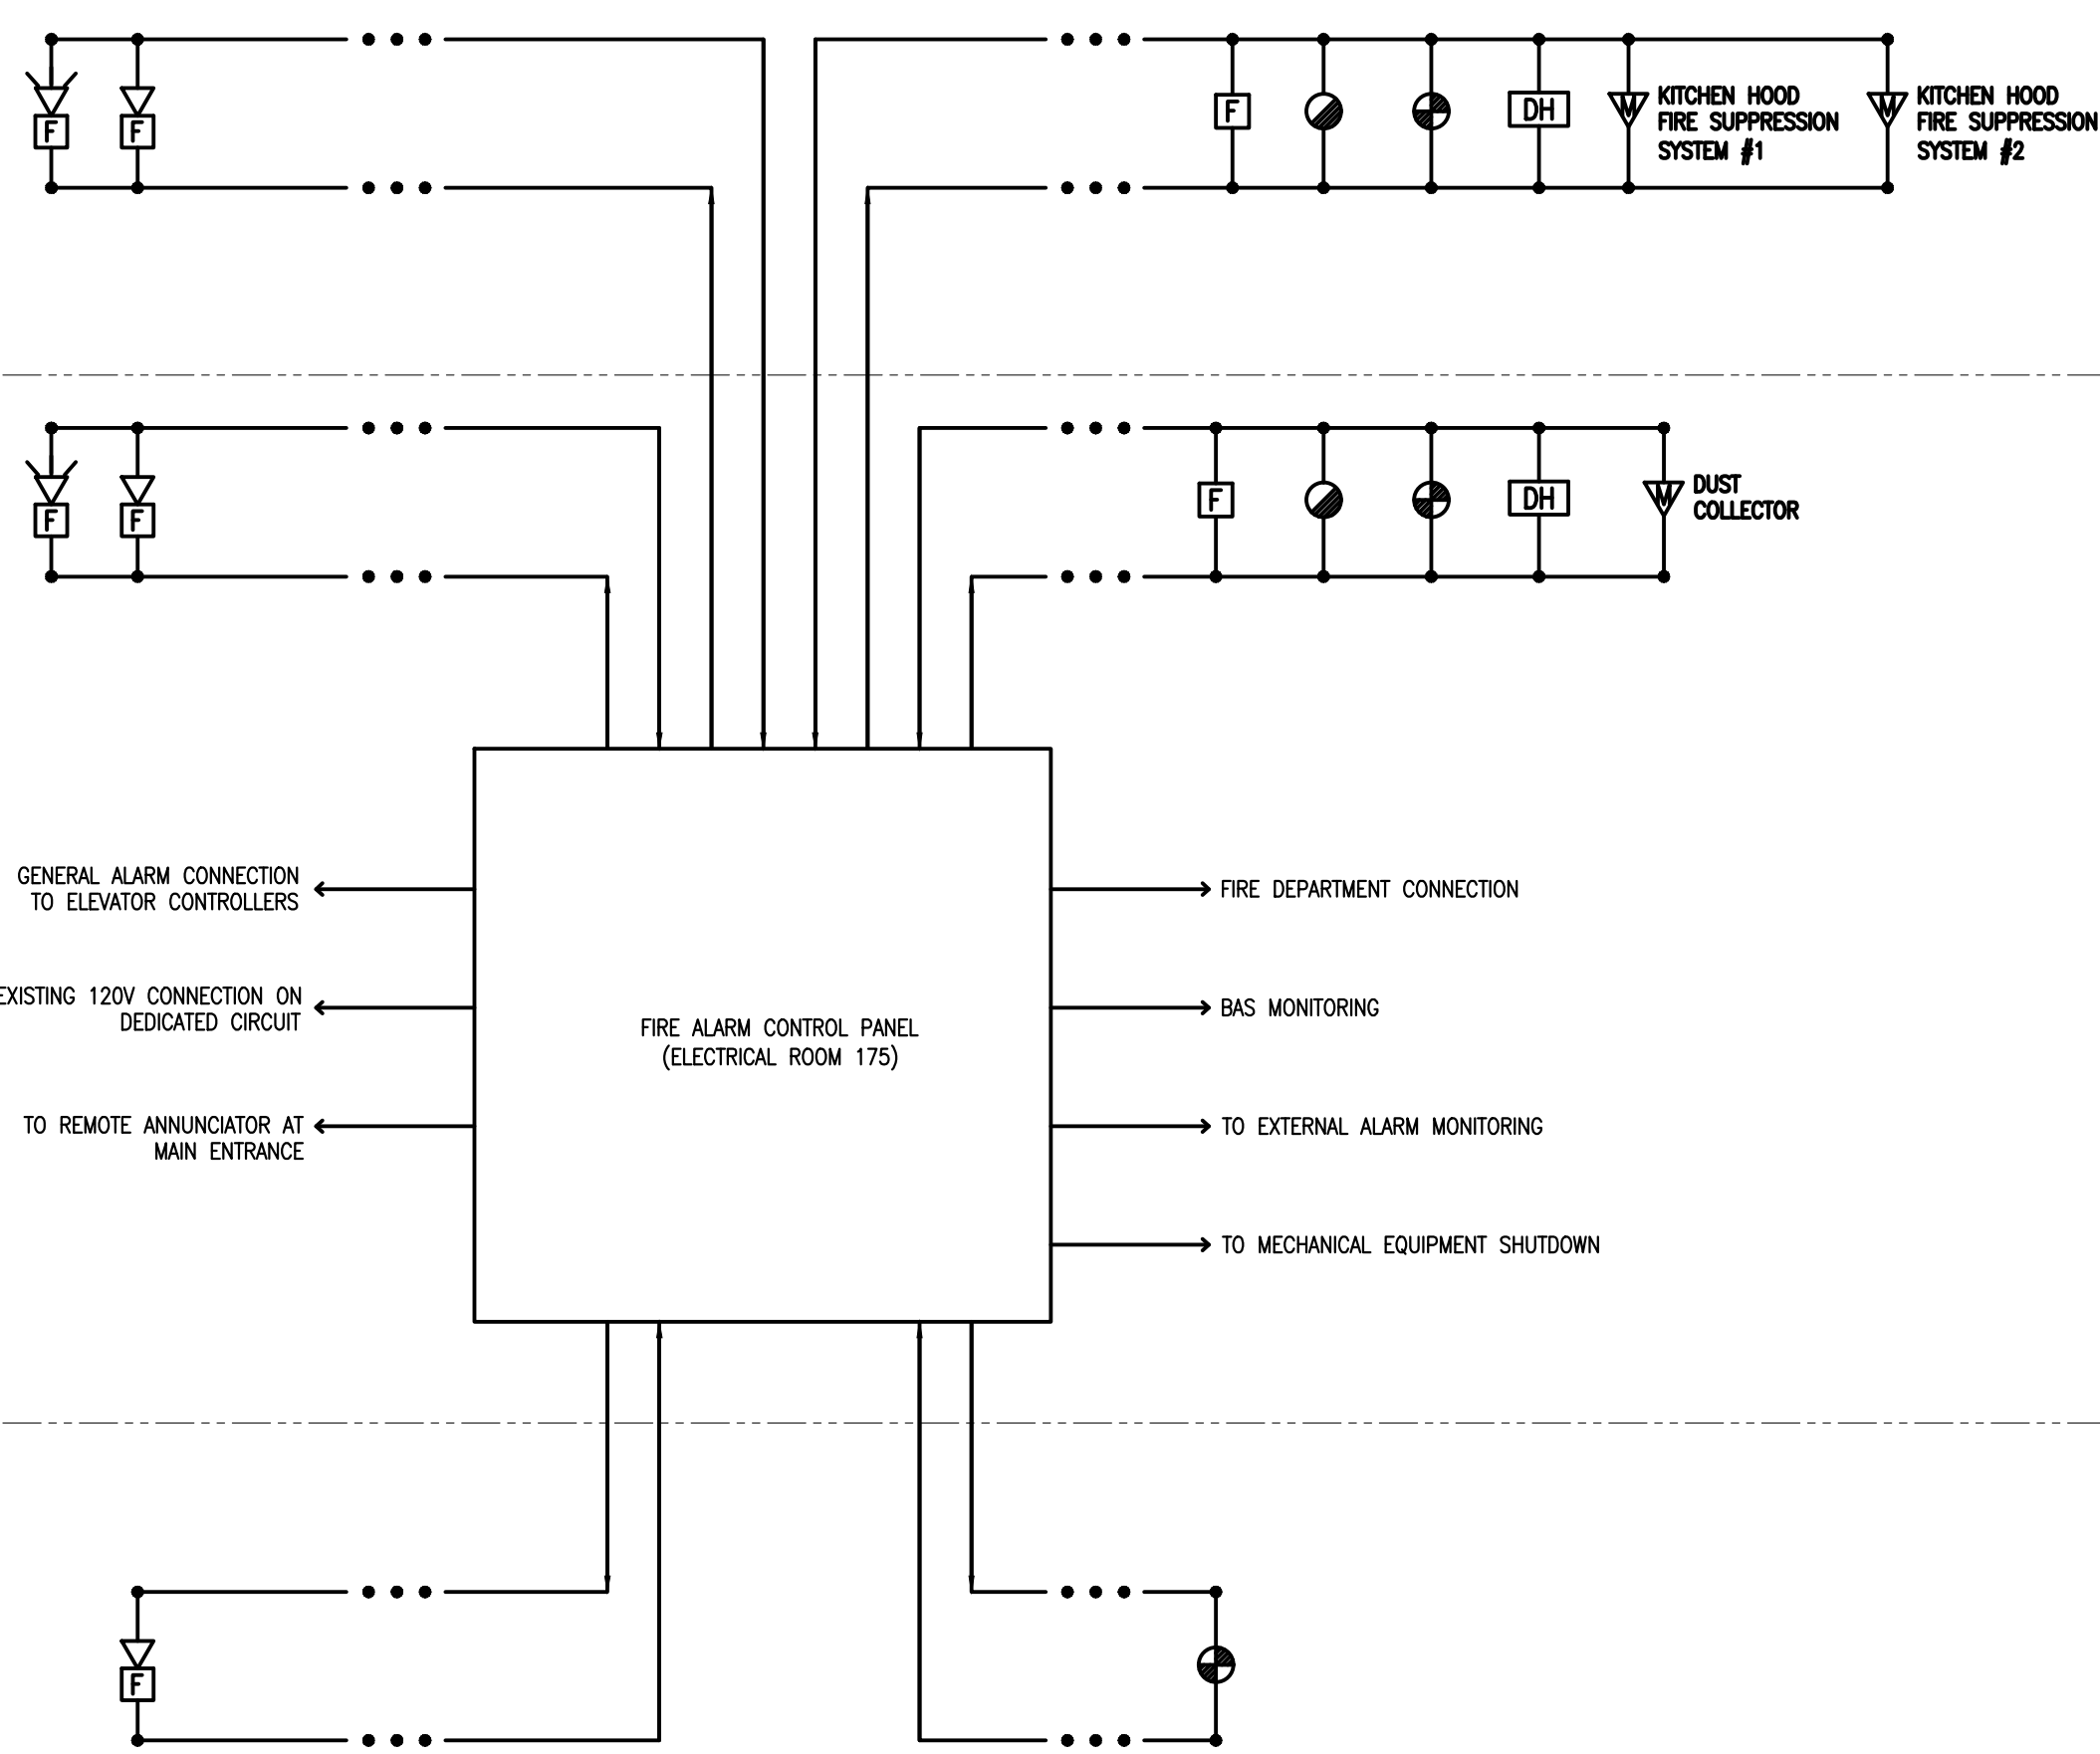 F
F
F
DH
M
KITCHEN HOOD
FIRE SUPPRESSION
SYSTEM #1
M
KITCHEN HOOD
FIRE SUPPRESSION
SYSTEM #2
F
F
F
DH
M
DUST
COLLECTOR
GENERAL ALARM CONNECTION
TO ELEVATOR CONTROLLERS
EXISTING 120V CONNECTION ON
DEDICATED CIRCUIT
TO REMOTE ANNUNCIATOR AT
MAIN ENTRANCE
FIRE ALARM CONTROL PANEL
(ELECTRICAL ROOM 175)
FIRE DEPARTMENT CONNECTION
BAS MONITORING
TO EXTERNAL ALARM MONITORING
TO MECHANICAL EQUIPMENT SHUTDOWN
F